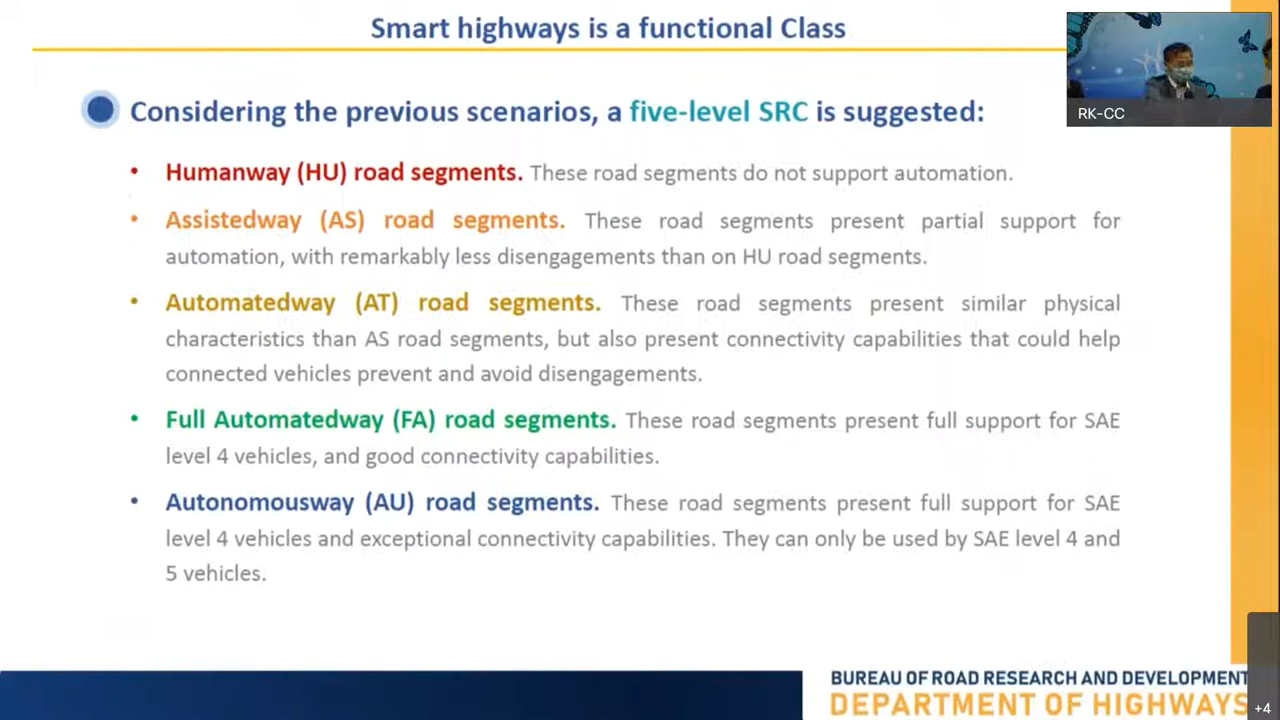 Smart highways is a functional Class
RK-CC
Considering the previous scenarios, a five-level SRC is suggested:
• Humanway (HU) road segments. These road segments do not support automation.
• Assistedway (AS) road segments. These road segments present partial support for
automation, with remarkably less disengagements than on HU road segments.
• Automatedway (AT) road segments. These road segments present similar physical
characteristics than AS road segments, but also present connectivity capabilities that could help
connected vehicles prevent and avoid disengagements.
• Full Automatedway (FA) road segments. These road segments present full support for SAE
level 4 vehicles, and good connectivity capabilities.
• Autonomousway (AU) road segments. These road segments present full support for SAE
level 4 vehicles and exceptional connectivity capabilities. They can only be used by SAE level 4 and
5 vehicles.
BUREAU OF ROAD RESEARCH AND DEVELOPMENT
DEPARTMENT OF HIGHWAYS
+4